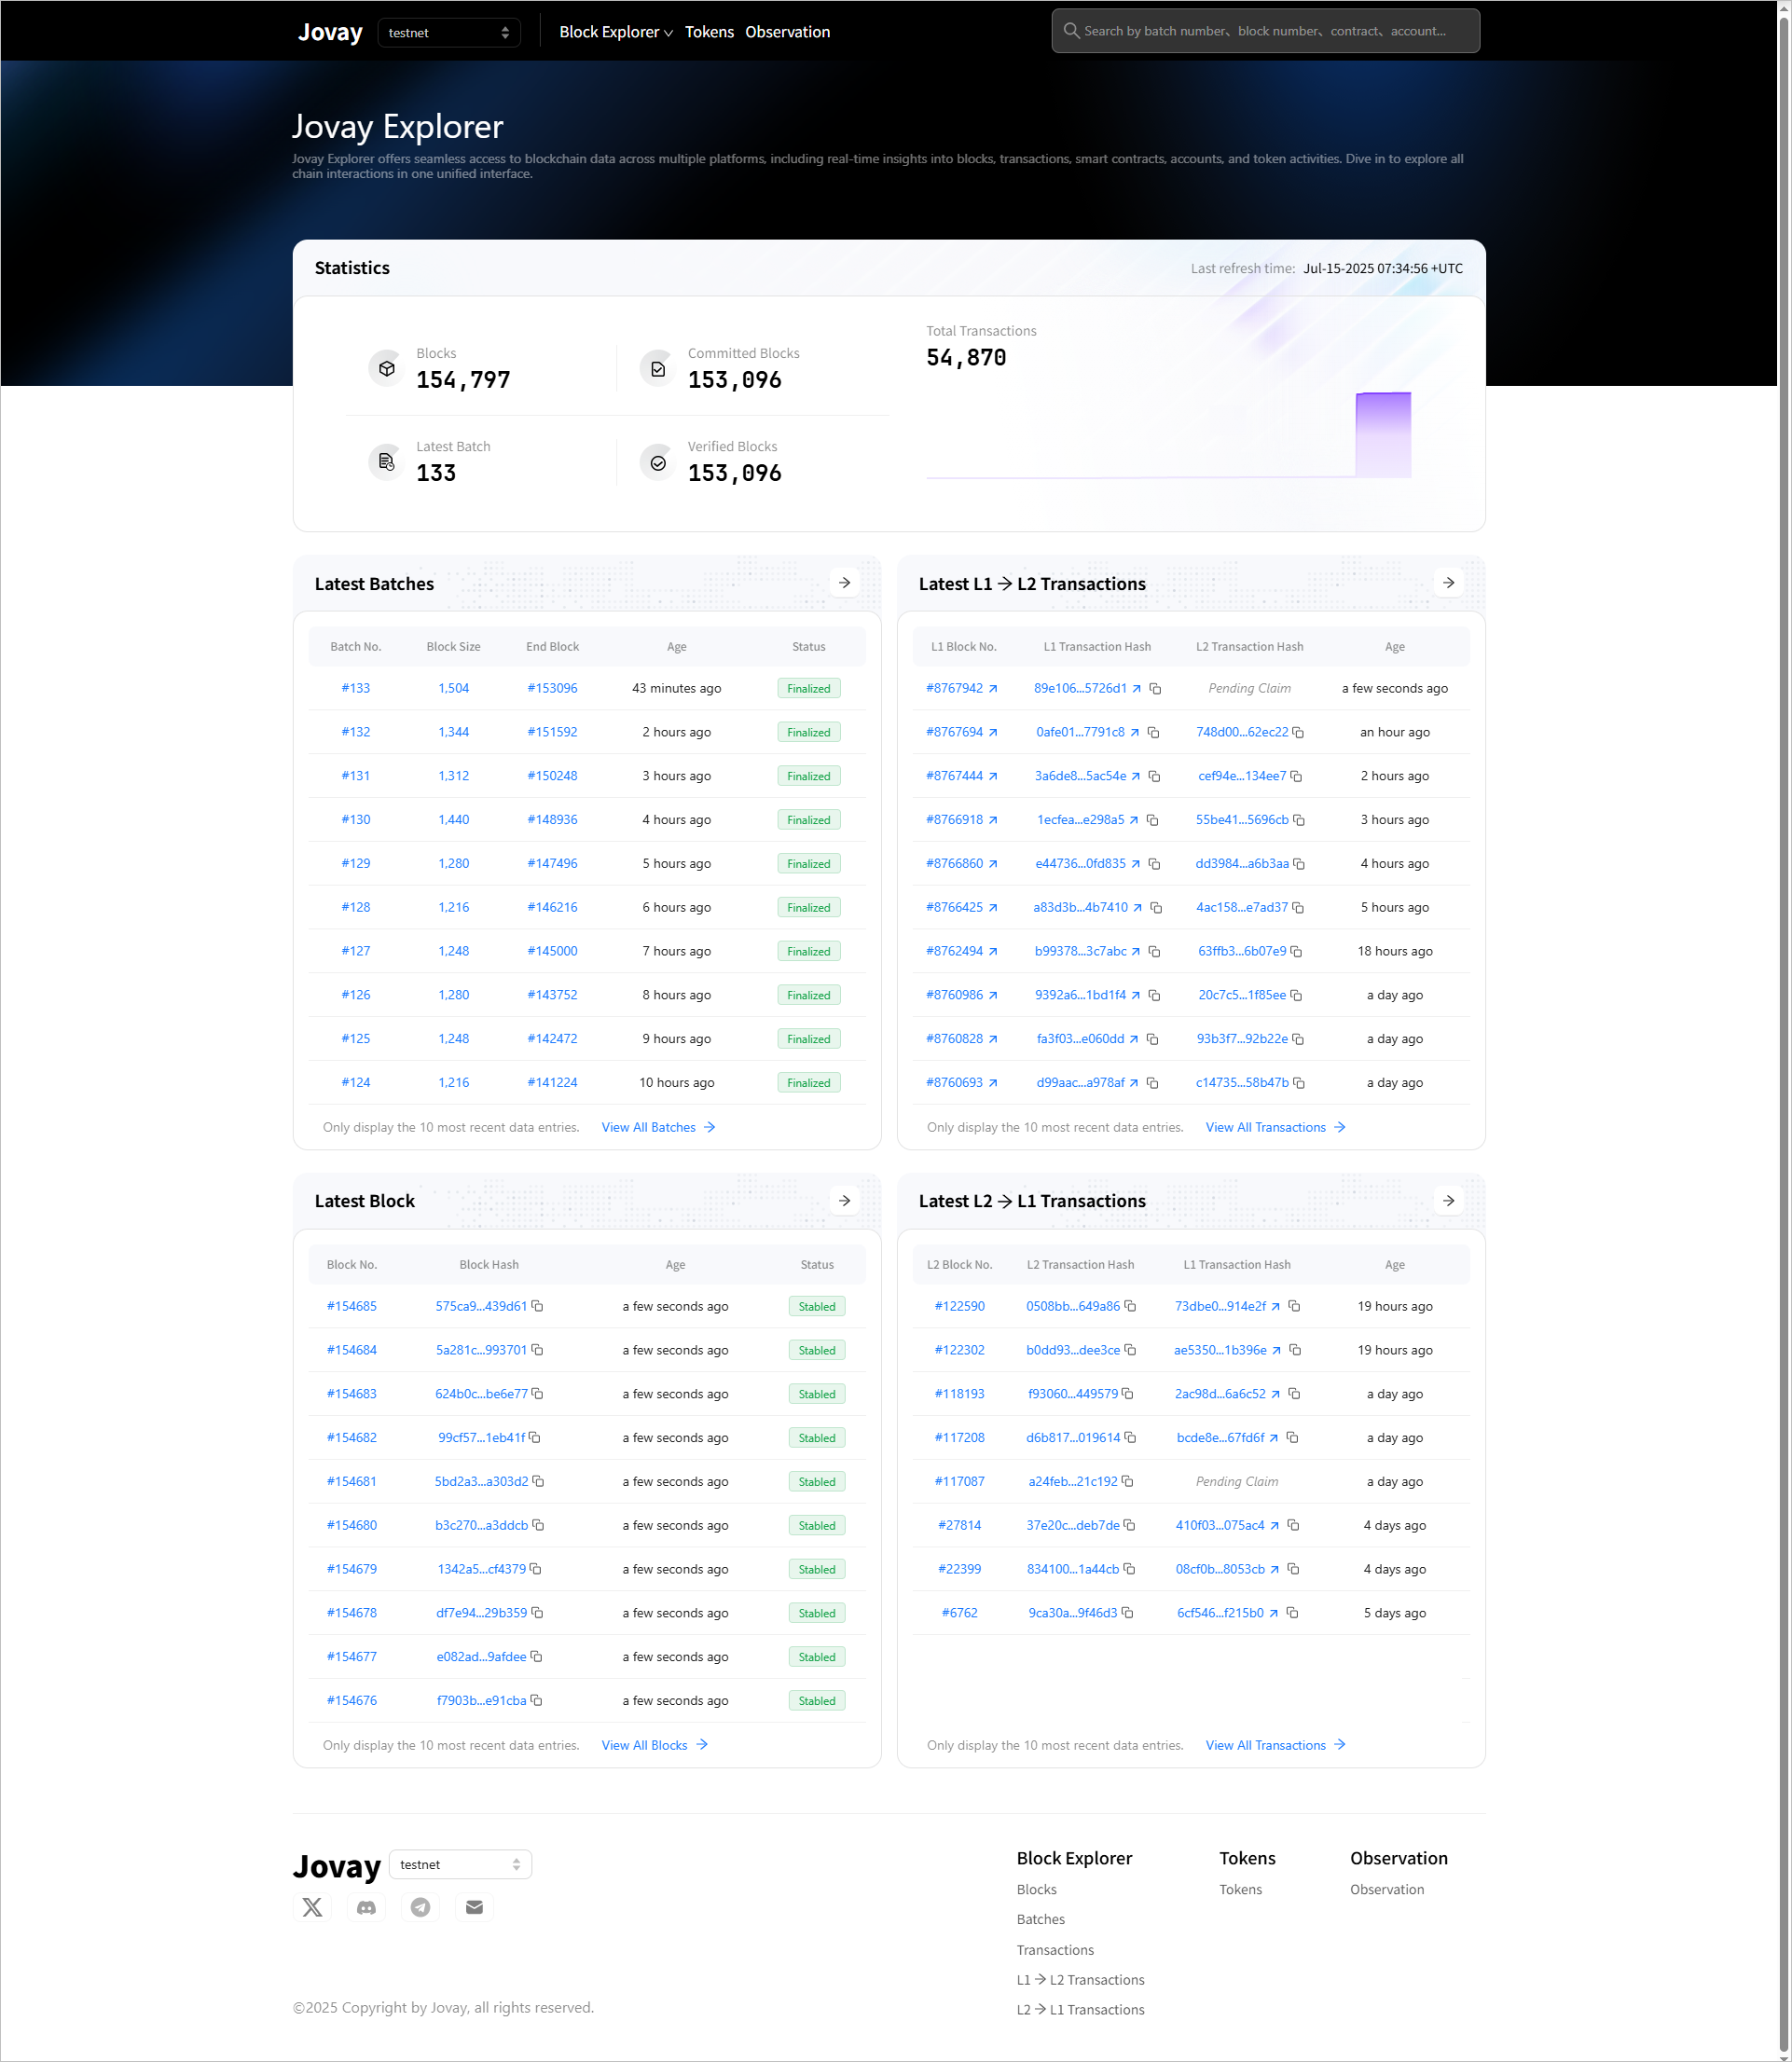 Jovay
testnet
Block Explorer Tokens Observation
Search by batch number、block number、contract、account...
Jovay Explorer
Jovay Explorer offers seamless access to blockchain data across multiple platforms, including real-time insights into blocks, transactions, smart contracts, accounts, and token activities. Dive in to explore all
chain interactions in one unified interface.
Statistics
Last refresh time: Jul-15-2025 07:34:56 +UTC
Blocks
154,797
Committed Blocks
153,096
Latest Batch
133
Verified Blocks
153,096
Total Transactions
54,870
Latest Batches
Batch No. Block Size End Block Age Status
#133 1,504 #153096 43 minutes ago Finalized
#132 1,344 #151592 2 hours ago Finalized
#131 1,312 #150248 3 hours ago Finalized
#130 1,440 #148936 4 hours ago Finalized
#129 1,280 #147496 5 hours ago Finalized
#128 1,216 #146216 6 hours ago Finalized
#127 1,248 #145000 7 hours ago Finalized
#126 1,280 #143752 8 hours ago Finalized
#125 1,248 #142472 9 hours ago Finalized
#124 1,216 #141224 10 hours ago Finalized
Only display the 10 most recent data entries. View All Batches →
Latest L1 → L2 Transactions
L1 Block No. L1 Transaction Hash L2 Transaction Hash Age
#8767942 89e106...5726d1 Pending Claim a few seconds ago
#8767694 0afe01...7791c8 748d00...62ec22 an hour ago
#8767444 3a6de8...5ac54e cef94e...134ee7 2 hours ago
#8766918 1ecfea...e298a5 55be41...5696cb 3 hours ago
#8766860 e44736...0fd835 dd3984...a6b3aa 4 hours ago
#8766425 a83d3b...4b7410 4ac158...e7ad37 5 hours ago
#8762494 b99378...3c7abc 63ffb3...6b07e9 18 hours ago
#8760986 9392a6...1bd1f4 20c7c5...1f85ee a day ago
#8760828 fa3f03...e060dd 93b3f7...92b22e a day ago
#8760693 d99aac...a978af c14735...58b47b a day ago
Only display the 10 most recent data entries. View All Transactions →
Latest Block
Block No. Block Hash Age Status
#154685 575ca9...439d61 a few seconds ago Stabled
#154684 5a281c...993701 a few seconds ago Stabled
#154683 624b0c...be6e77 a few seconds ago Stabled
#154682 99cf57...1eb41f a few seconds ago Stabled
#154681 5bd2a3...a303d2 a few seconds ago Stabled
#154680 b3c270...a3ddcb a few seconds ago Stabled
#154679 1342a5...cf4379 a few seconds ago Stabled
#154678 df7e94...29b359 a few seconds ago Stabled
#154677 e082ad...9afdee a few seconds ago Stabled
#154676 f7903b...e91cba a few seconds ago Stabled
Only display the 10 most recent data entries. View All Blocks →
Latest L2 → L1 Transactions
L2 Block No. L2 Transaction Hash L1 Transaction Hash Age
#122590 0508bb...649a86 73dbe0...914e2f 19 hours ago
#122302 b0dd93...dee3ce ae5350...1b396e 19 hours ago
#118193 f93060...449579 2ac98d...6a6c52 a day ago
#117208 d6b817...019614 bcde8e...67fd6f a day ago
#117087 a24feb...21c192 Pending Claim a day ago
#27814 37e20c...deb7de 410f03...075ac4 4 days ago
#22399 834100...1a44cb 08cf0b...8053cb 4 days ago
#6762 9ca30a...9f46d3 6cf546...f215b0 5 days ago
Only display the 10 most recent data entries. View All Transactions →
Jovay
testnet
©2025 Copyright by Jovay, all rights reserved.
Block Explorer
Blocks
Batches
Transactions
L1 → L2 Transactions
L2 → L1 Transactions
Tokens
Tokens
Observation
Observation